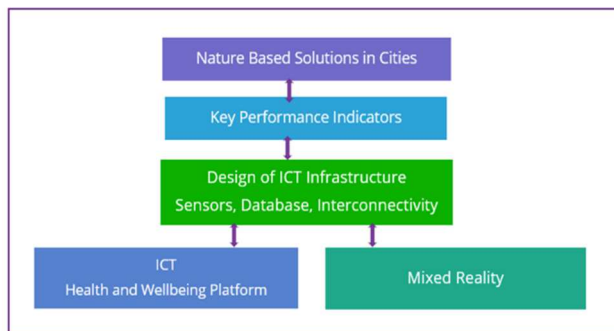 Nature Based Solutions in Cities
Key Performance Indicators
Design of ICT Infrastructure
Sensors, Database, Interconnectivity
ICT
Health and Wellbeing Platform
Mixed Reality